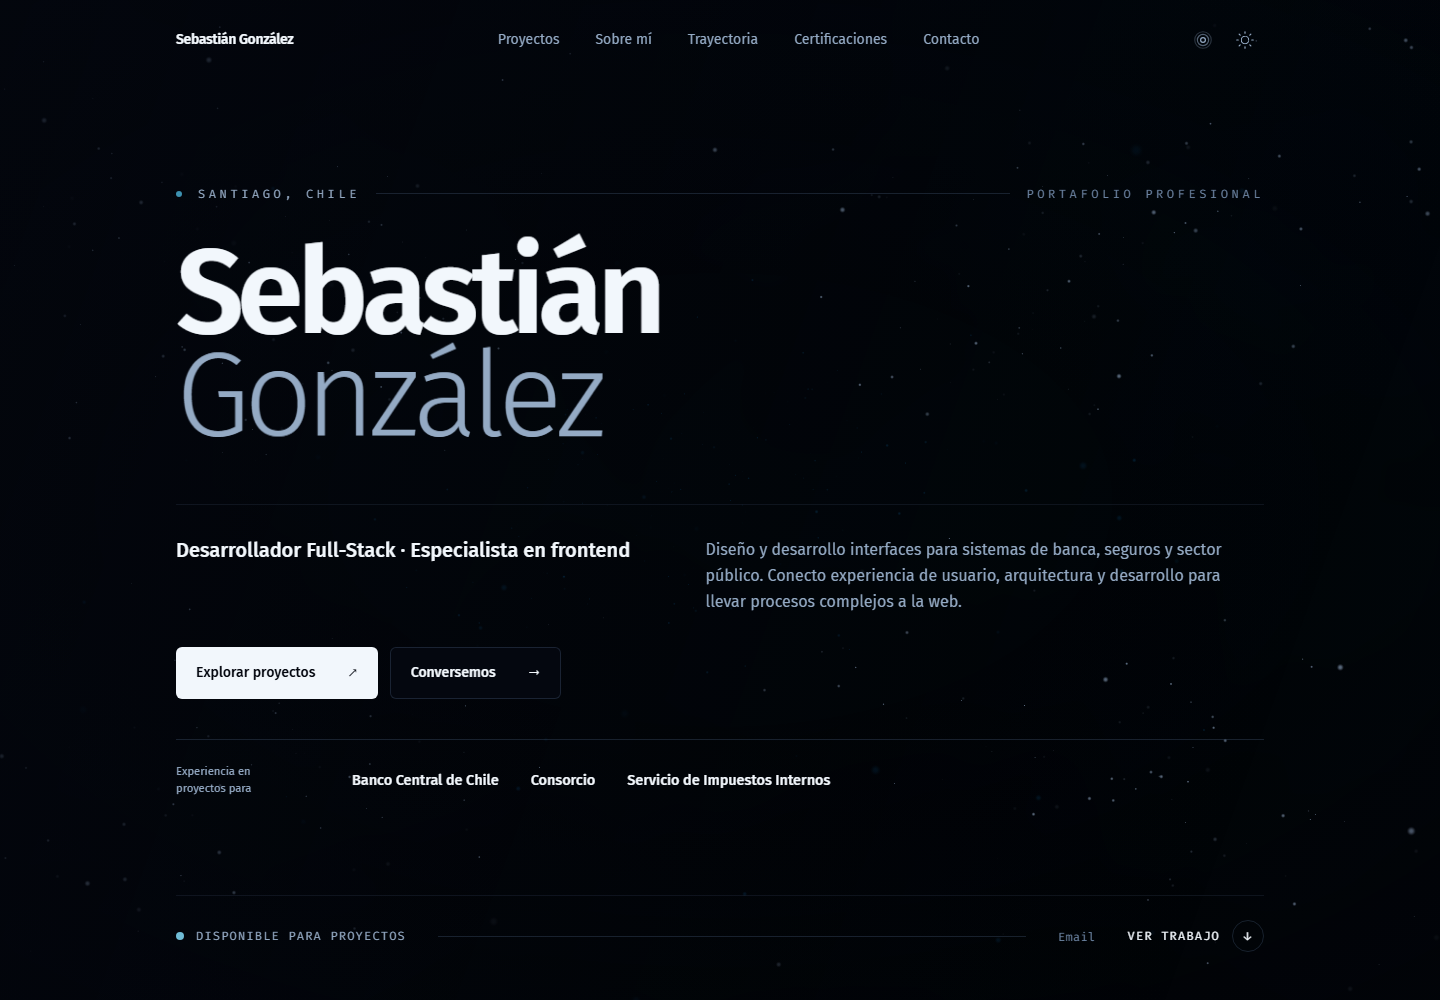 Sebastián González
Proyectos
Sobre mí
Trayectoria
Certificaciones
Contacto
SANTIAGO, CHILE
PORTAFOLIO PROFESIONAL
Sebastián
González
Desarrollador Full-Stack · Especialista en frontend
Diseño y desarrollo interfaces para sistemas de banca, seguros y sector
público. Conecto experiencia de usuario, arquitectura y desarrollo para
llevar procesos complejos a la web.
Explorar proyectos ↗
Conversemos →
Experiencia en
proyectos para
Banco Central de Chile
Consorcio
Servicio de Impuestos Internos
DISPONIBLE PARA PROYECTOS
Email
VER TRABAJO ↓